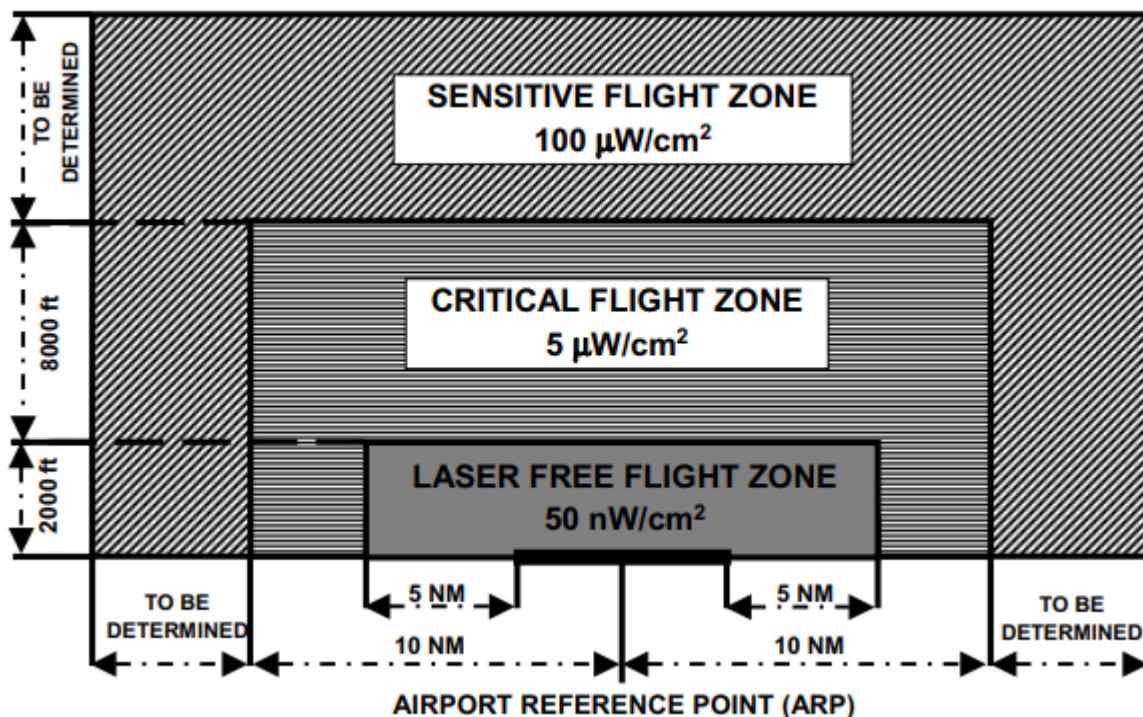 TO BE
DETERMINED
SENSITIVE FLIGHT ZONE
100 μW/cm²
8000 ft
CRITICAL FLIGHT ZONE
5 μW/cm²
2000 ft
LASER FREE FLIGHT ZONE
50 nW/cm²
5 NM
5 NM
TO BE
DETERMINED
10 NM
10 NM
TO BE
DETERMINED
AIRPORT REFERENCE POINT (ARP)